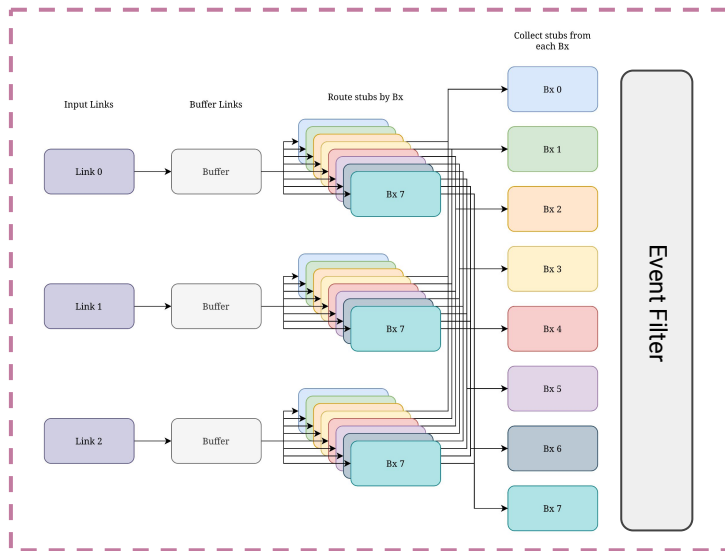 Collect stubs from
each Bx
Input Links
Buffer Links
Route stubs by Bx
Bx 0
Link 0
Buffer
Bx 7
Bx 1
Bx 2
Bx 3
Link 1
Buffer
Bx 7
Bx 4
Bx 5
Link 2
Buffer
Bx 7
Bx 6
Bx 7
Event Filter